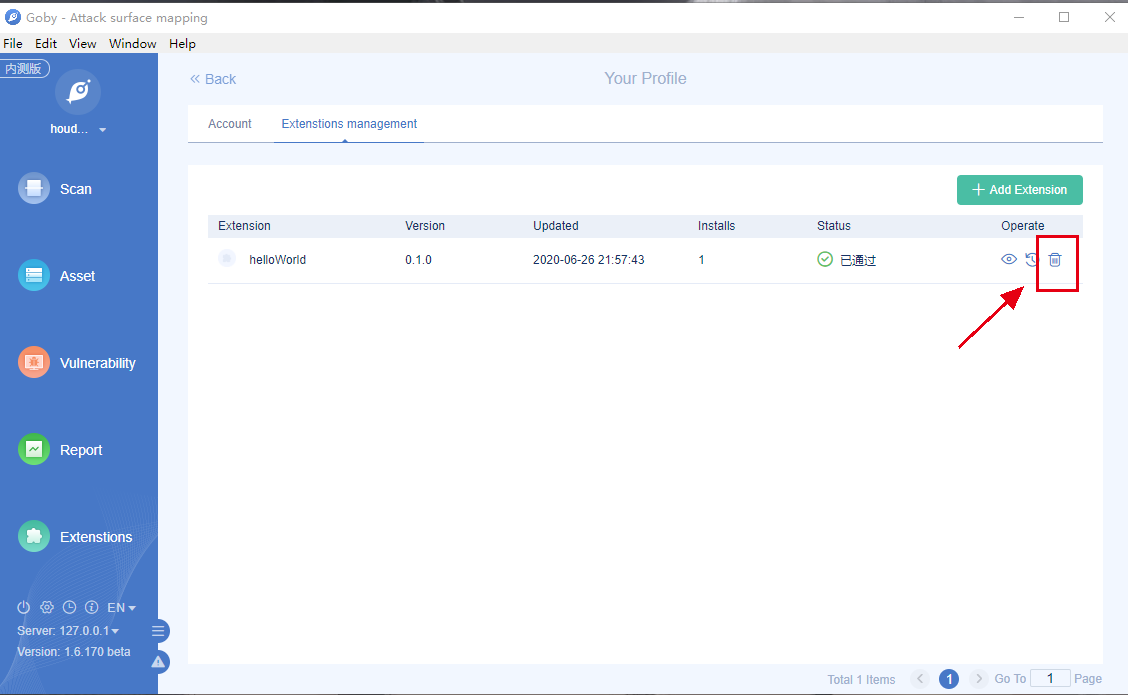 Goby - Attack surface mapping
File Edit View Window Help
内测版
houd...
Scan
Asset
Vulnerability
Report
Extenstions
EN
Server: 127.0.0.1
Version: 1.6.170 beta
Back
Your Profile
Account Extenstions management
Add Extension
Extension Version Updated Installs Status Operate
helloWorld 0.1.0 2020-06-26 21:57:43 1 已通过
Total 1 Items 1 Go To 1 Page